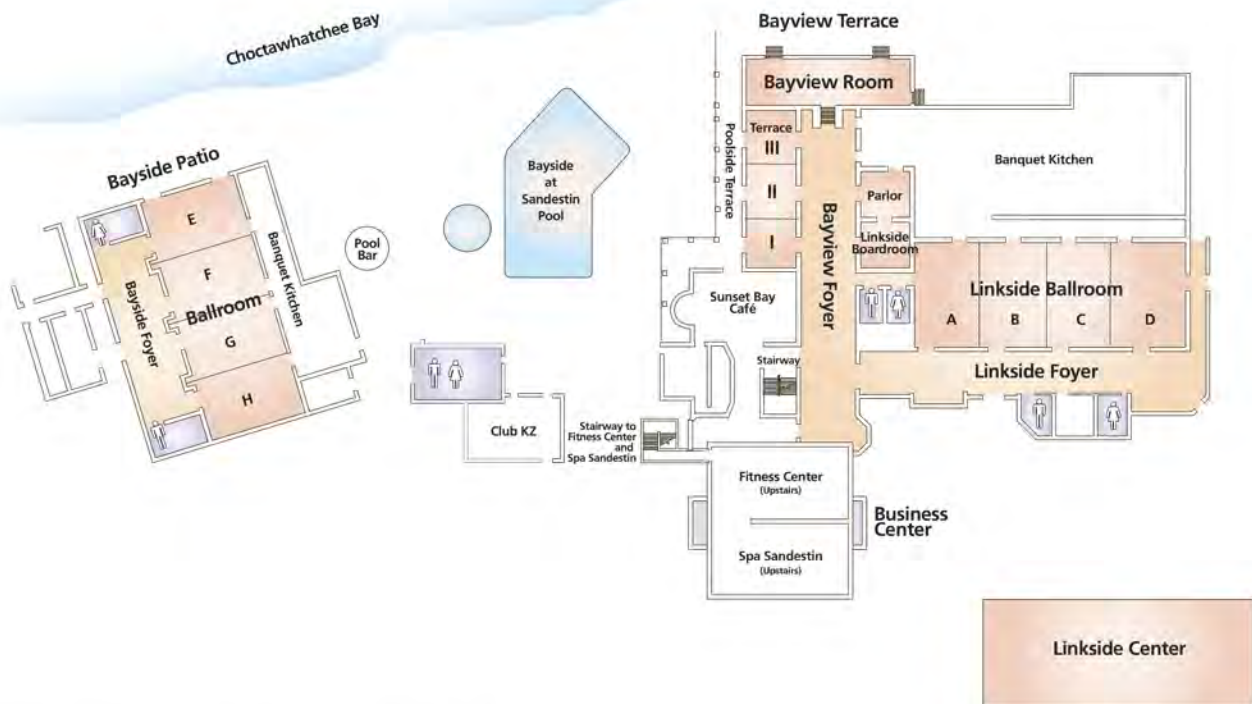 Choctawhatchee Bay
Bayview Terrace
Bayview Room
Terrace
III
II
I
Poolside Terrace
Bayview Foyer
Banquet Kitchen
Parlor
Linkside
Boardroom
Linkside Ballroom
A
B
C
D
Linkside Foyer
Bayside Patio
E
F
Ballroom
G
H
Bayside Foyer
Banquet Kitchen
Pool
Bar
Bayside
at
Sandestin
Pool
Sunset Bay
Café
Stairway
Club KZ
Stairway to
Fitness Center
and
Spa Sandestin
Fitness Center
(Upstairs)
Business
Center
Spa Sandestin
(Upstairs)
Linkside Center